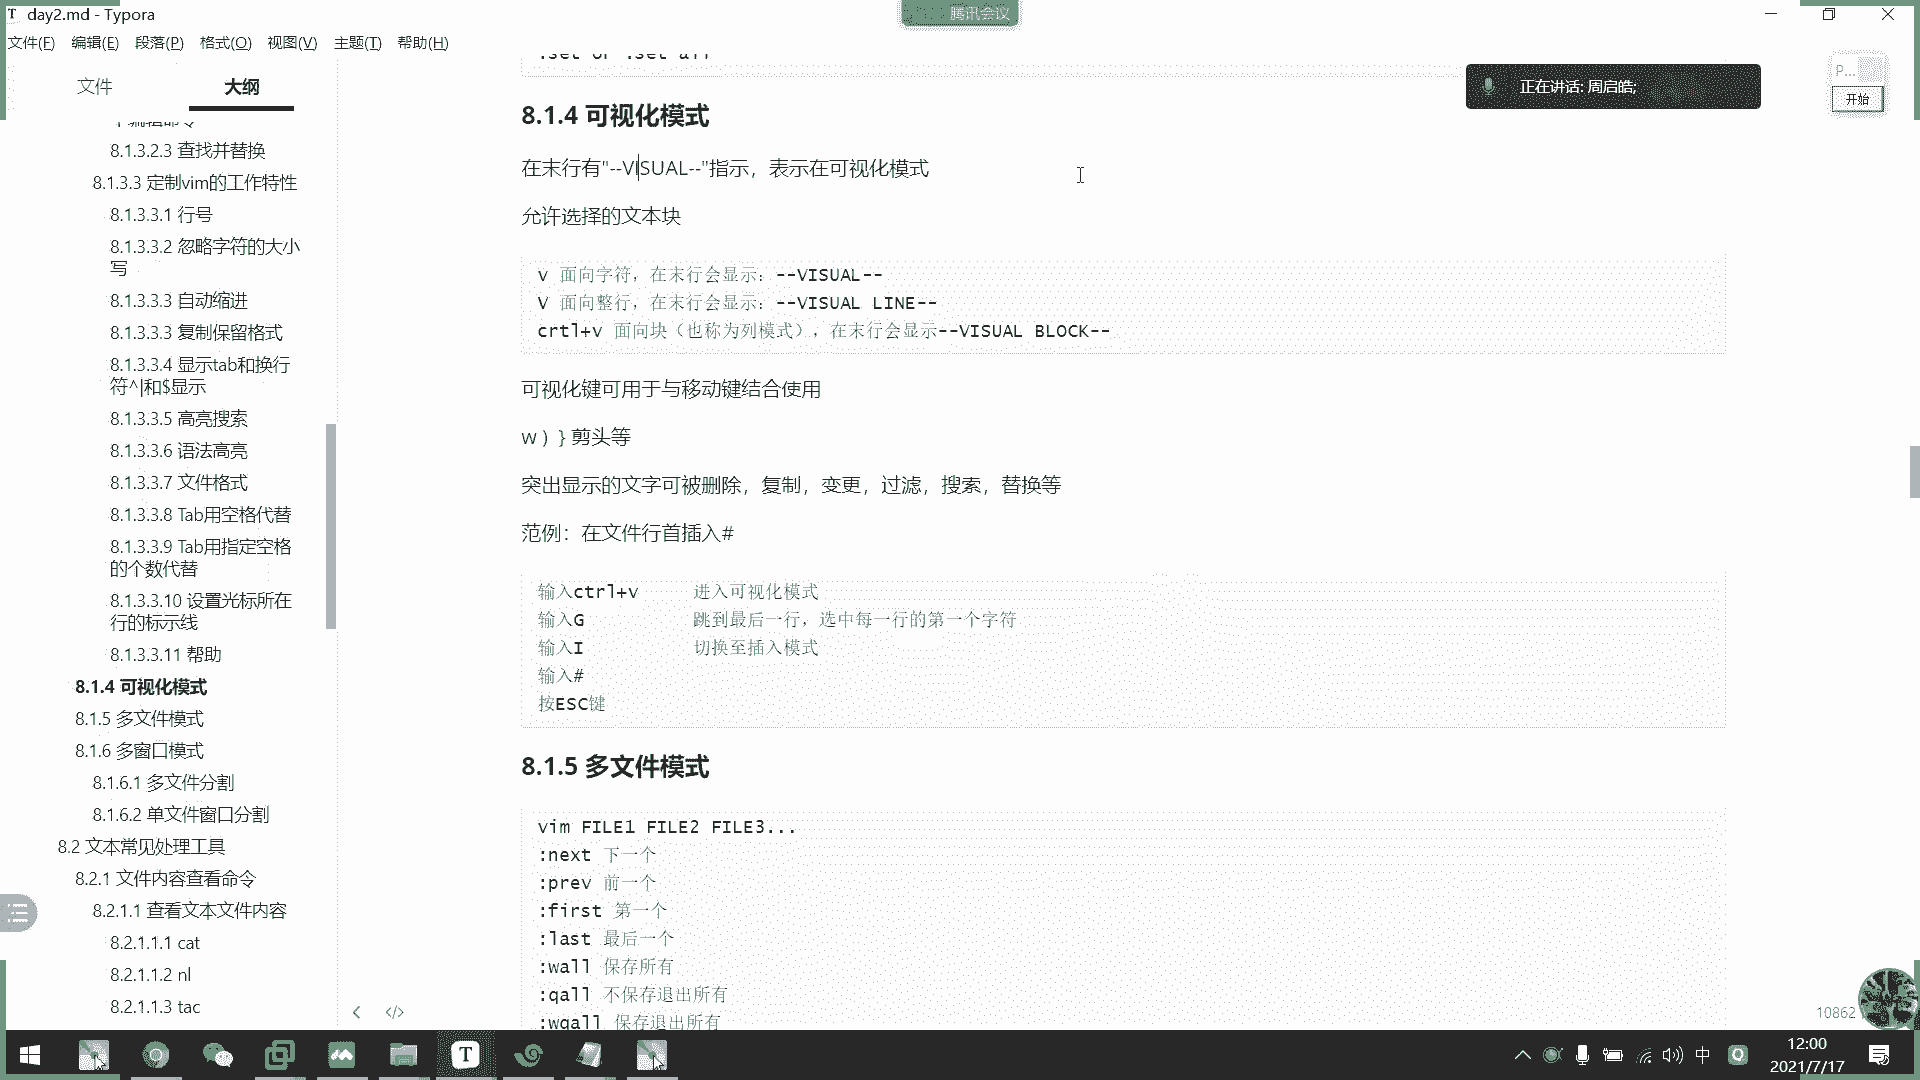 day2.md - Typora
腾讯会议
文件(F) 编辑(E) 段落(P) 格式(O) 视图(V) 主题(T) 帮助(H)
文件 大纲
8.1.3.2.3 查找并替换
8.1.3.3 定制vim的工作特性
8.1.3.3.1 行号
8.1.3.3.2 忽略字符的大小
写
8.1.3.3.3 自动缩进
8.1.3.3.3 复制保留格式
8.1.3.3.4 显示tab和换行
符^|和$显示
8.1.3.3.5 高亮搜索
8.1.3.3.6 语法高亮
8.1.3.3.7 文件格式
8.1.3.3.8 Tab用空格代替
8.1.3.3.9 Tab用指定空格
的个数代替
8.1.3.3.10 设置光标所在
行的标示线
8.1.3.3.11 帮助
8.1.4 可视化模式
8.1.5 多文件模式
8.1.6 多窗口模式
8.1.6.1 多文件分割
8.1.6.2 单文件窗口分割
8.2 文本常见处理工具
8.2.1 文件内容查看命令
8.2.1.1 查看文本文件内容
8.2.1.1.1 cat
8.2.1.1.2 nl
8.2.1.1.3 tac
:set or :set all
正在讲话: 周启皓;
P...
开始
8.1.4 可视化模式
在末行有"--VISUAL--"指示，表示在可视化模式
允许选择的文本块
v 面向字符，在末行会显示：--VISUAL--
V 面向整行，在末行会显示：--VISUAL LINE--
crtl+v 面向块（也称为列模式），在末行会显示--VISUAL BLOCK--
可视化键可用于与移动键结合使用
w ) } 剪头等
突出显示的文字可被删除，复制，变更，过滤，搜索，替换等
范例：在文件行首插入#
输入ctrl+v 进入可视化模式
输入G 跳到最后一行，选中每一行的第一个字符
输入I 切换至插入模式
输入#
按ESC键
8.1.5 多文件模式
vim FILE1 FILE2 FILE3...
:next 下一个
:prev 前一个
:first 第一个
:last 最后一个
:wall 保存所有
:qall 不保存退出所有
:wqall 保存退出所有
</> 10862
中
12:00
2021/7/17